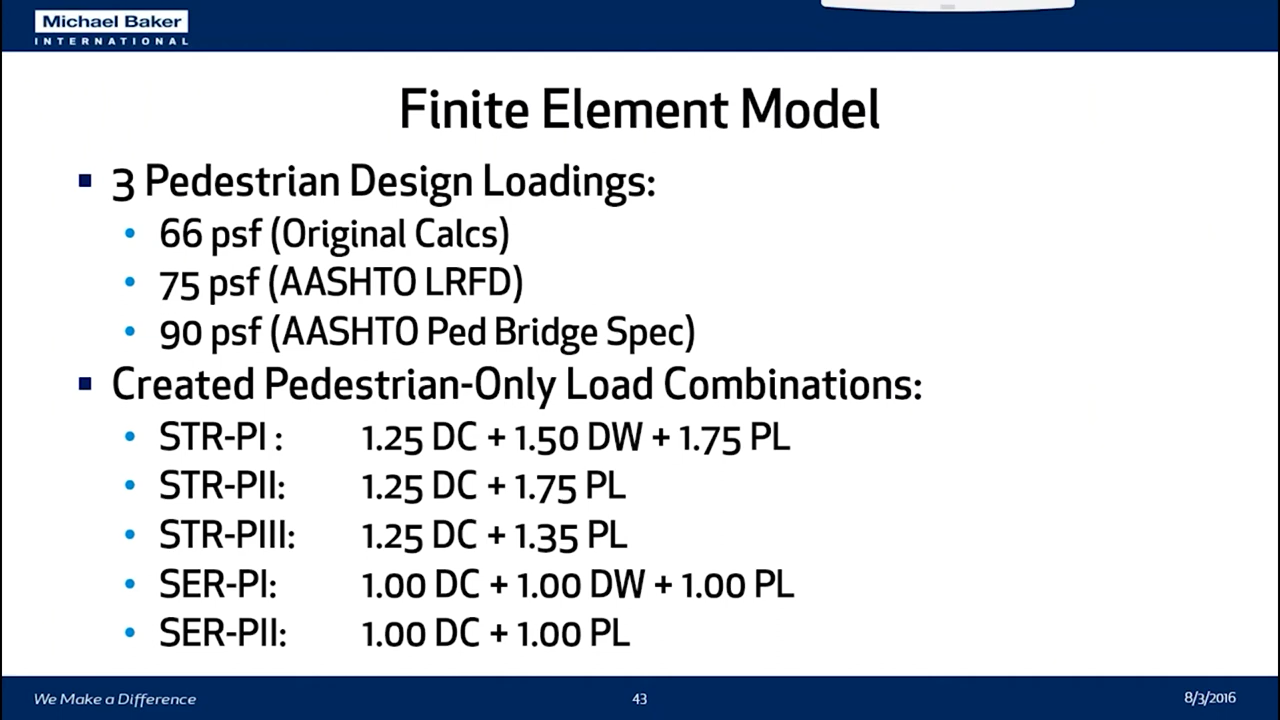 Michael Baker
INTERNATIONAL
Finite Element Model
▪ 3 Pedestrian Design Loadings:
• 66 psf (Original Calcs)
• 75 psf (AASHTO LRFD)
• 90 psf (AASHTO Ped Bridge Spec)
▪ Created Pedestrian-Only Load Combinations:
• STR-PI : 1.25 DC + 1.50 DW + 1.75 PL
• STR-PII: 1.25 DC + 1.75 PL
• STR-PIII: 1.25 DC + 1.35 PL
• SER-PI: 1.00 DC + 1.00 DW + 1.00 PL
• SER-PII: 1.00 DC + 1.00 PL
We Make a Difference 43 8/3/2016